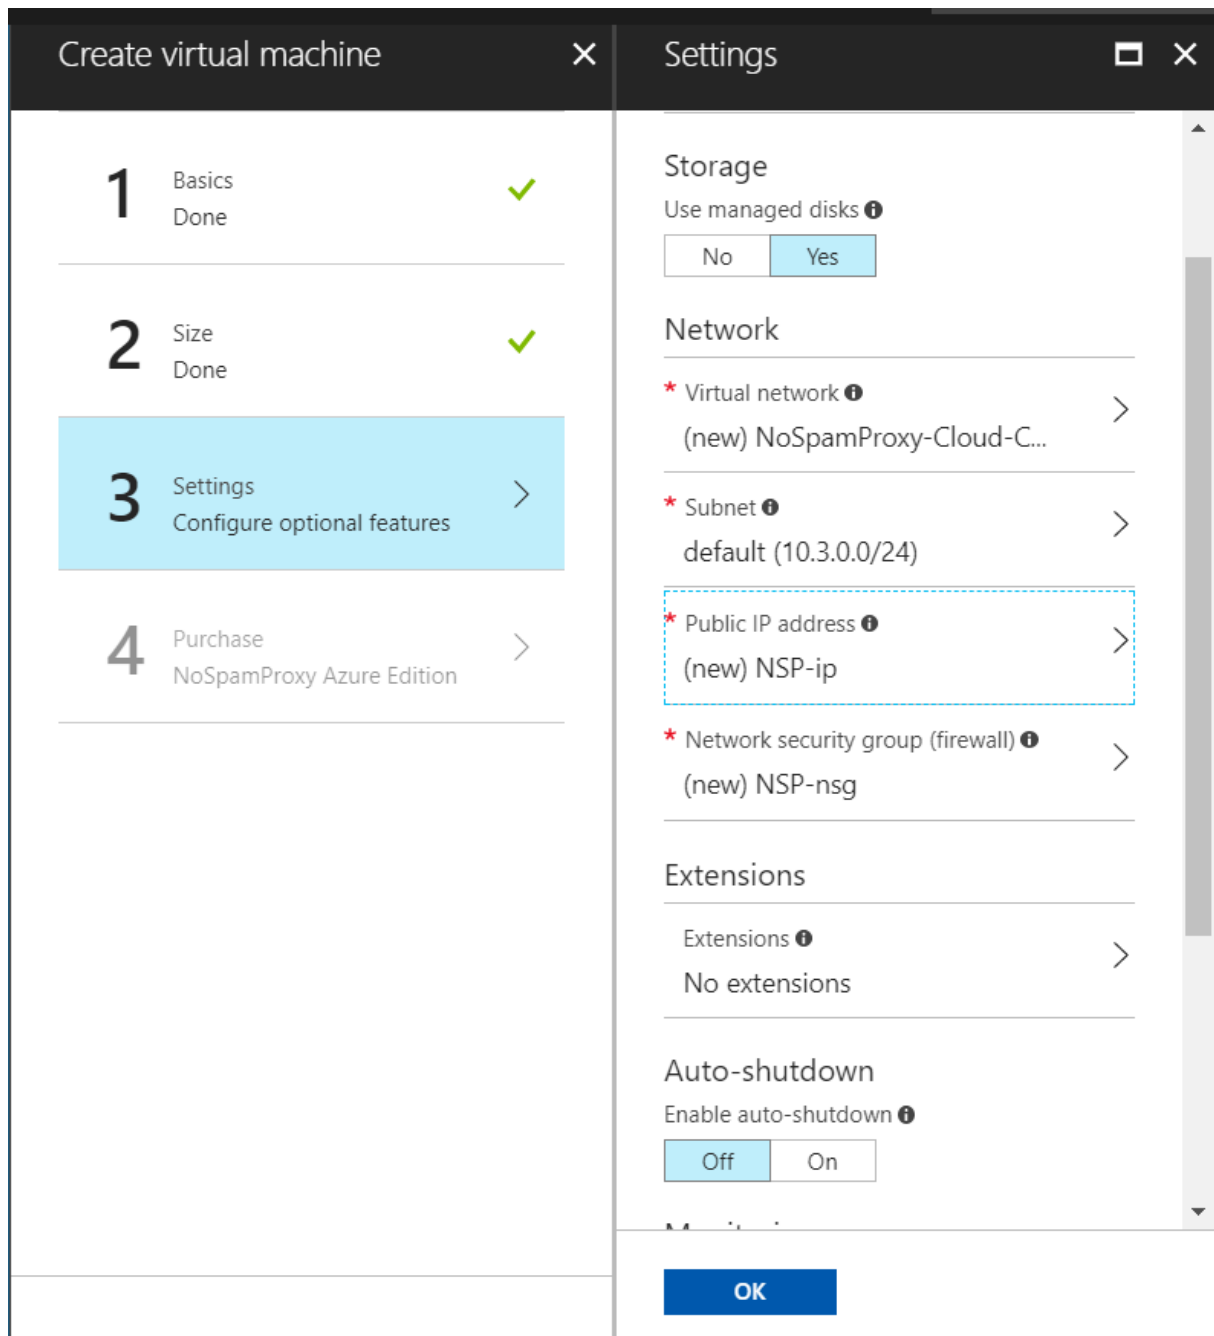 Create virtual machine
1
Basics
Done
2
Size
Done
3
Settings
Configure optional features
4
Purchase
NoSpamProxy Azure Edition
Settings
Storage
Use managed disks
No Yes
Network
* Virtual network
(new) NoSpamProxy-Cloud-C...
* Subnet
default (10.3.0.0/24)
* Public IP address
(new) NSP-ip
* Network security group (firewall)
(new) NSP-nsg
Extensions
Extensions
No extensions
Auto-shutdown
Enable auto-shutdown
Off On
OK